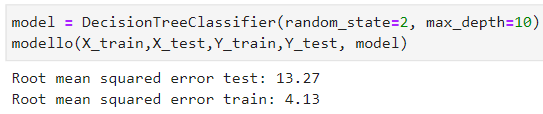 model = DecisionTreeClassifier(random_state=2, max_depth=10)
modello(X_train,X_test,Y_train,Y_test, model)
Root mean squared error test: 13.27
Root mean squared error train: 4.13